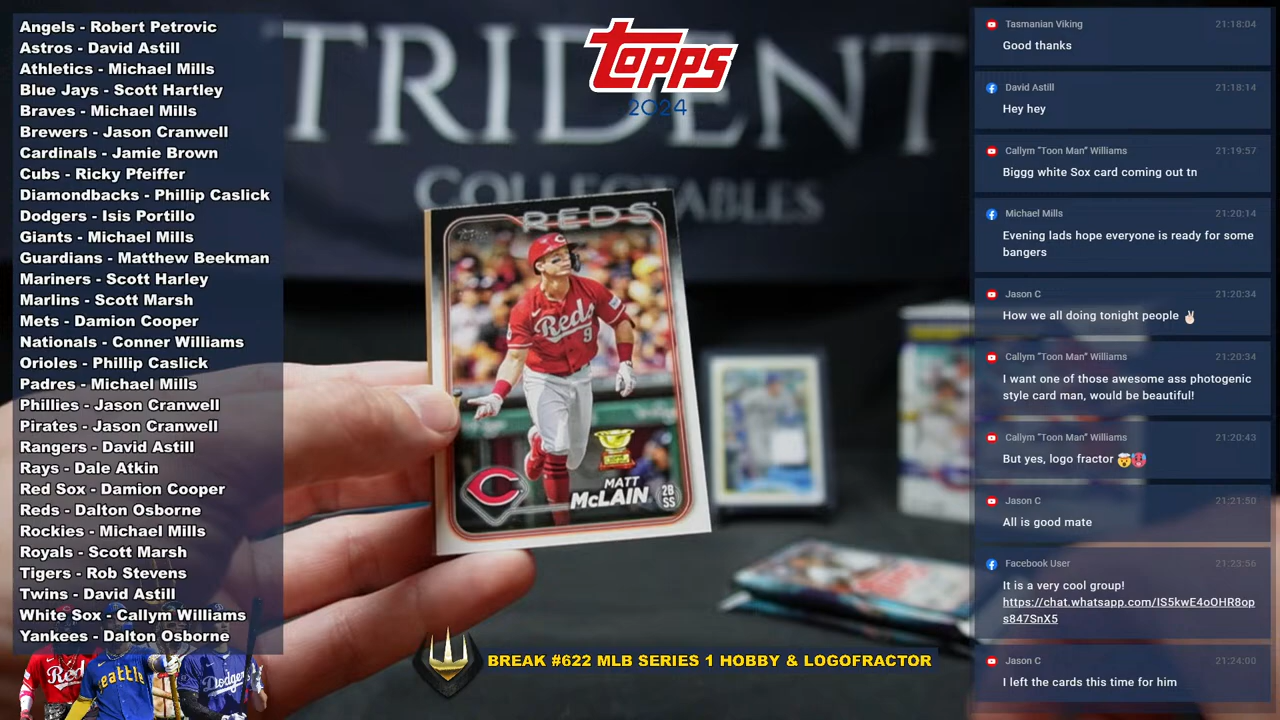 Angels - Robert Petrovic
Astros - David Astill
Athletics - Michael Mills
Blue Jays - Scott Hartley
Braves - Michael Mills
Brewers - Jason Cranwell
Cardinals - Jamie Brown
Cubs - Ricky Pfeiffer
Diamondbacks - Phillip Caslick
Dodgers - Isis Portillo
Giants - Michael Mills
Guardians - Matthew Beekman
Mariners - Scott Harley
Marlins - Scott Marsh
Mets - Damion Cooper
Nationals - Conner Williams
Orioles - Phillip Caslick
Padres - Michael Mills
Phillies - Jason Cranwell
Pirates - Jason Cranwell
Rangers - David Astill
Rays - Dale Atkin
Red Sox - Damion Cooper
Reds - Dalton Osborne
Rockies - Michael Mills
Royals - Scott Marsh
Tigers - Rob Stevens
Twins - David Astill
White Sox - Callym Williams
Yankees - Dalton Osborne
Seattle
Dodgers
TRIDENT
COLLECTABLES
Topps
2024
REDS
Reds
9
MATT
McLAIN
2B
SS
TOPPS
BREAK #622 MLB SERIES 1 HOBBY & LOGOFRACTOR
Tasmanian Viking 21:18:04
Good thanks
David Astill 21:18:14
Hey hey
Callym "Toon Man" Williams 21:19:57
Biggg white Sox card coming out tn
Michael Mills 21:20:14
Evening lads hope everyone is ready for some
bangers
Jason C 21:20:34
How we all doing tonight people ✌🏻
Callym "Toon Man" Williams 21:20:34
I want one of those awesome ass photogenic
style card man, would be beautiful!
Callym "Toon Man" Williams 21:20:43
But yes, logo fractor 🤯🥵
Jason C 21:21:50
All is good mate
Facebook User 21:23:56
It is a very cool group!
https://chat.whatsapp.com/IS5kwE4oOHR8op
s847SnX5
Jason C 21:24:00
I left the cards this time for him